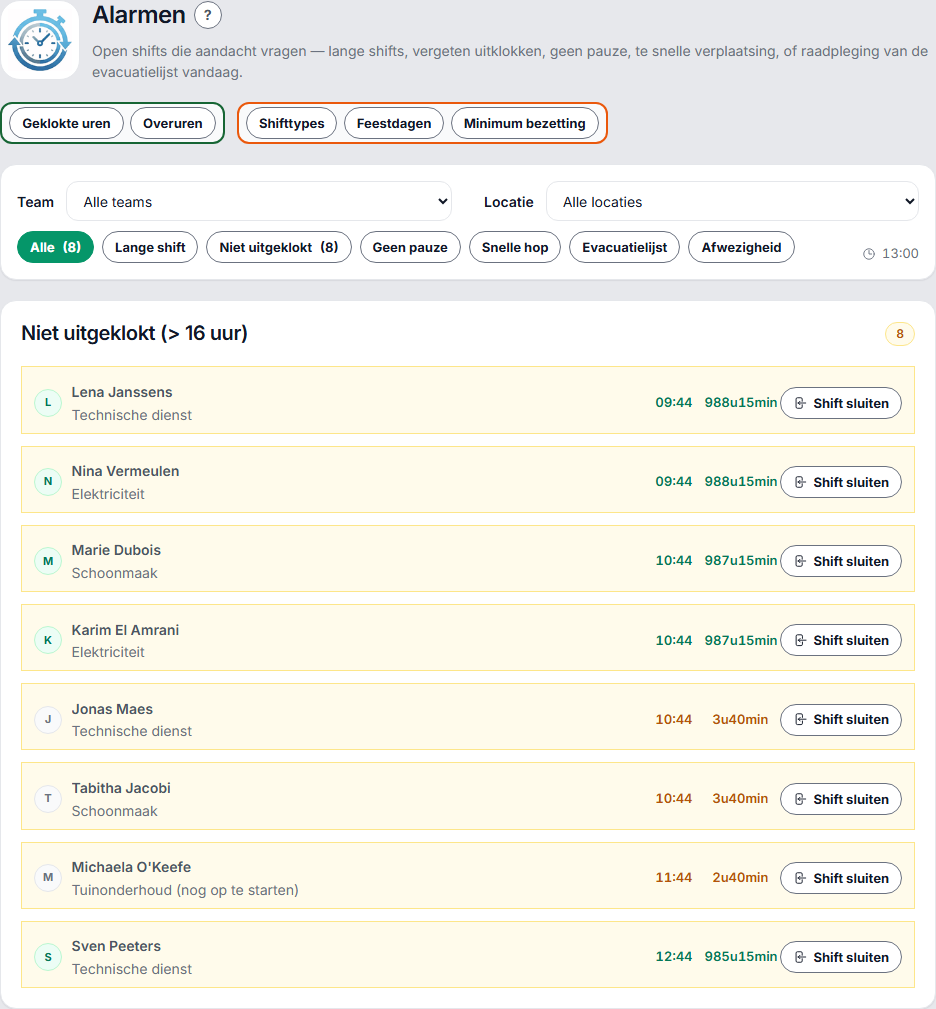 Alarmen ?
Open shifts die aandacht vragen — lange shifts, vergeten uitklokken, geen pauze, te snelle verplaatsing, of raadpleging van de
evacuatielijst vandaag.
Geklokte uren Overuren Shifttypes Feestdagen Minimum bezetting
Team Alle teams Locatie Alle locaties
Alle (8) Lange shift Niet uitgeklokt (8) Geen pauze Snelle hop Evacuatielijst Afwezigheid 13:00
Niet uitgeklokt (> 16 uur) 8
L Lena Janssens 09:44 988u15min Shift sluiten
Technische dienst
N Nina Vermeulen 09:44 988u15min Shift sluiten
Elektriciteit
M Marie Dubois 10:44 987u15min Shift sluiten
Schoonmaak
K Karim El Amrani 10:44 987u15min Shift sluiten
Elektriciteit
J Jonas Maes 10:44 3u40min Shift sluiten
Technische dienst
T Tabitha Jacobi 10:44 3u40min Shift sluiten
Schoonmaak
M Michaela O'Keefe 11:44 2u40min Shift sluiten
Tuinonderhoud (nog op te starten)
S Sven Peeters 12:44 985u15min Shift sluiten
Technische dienst